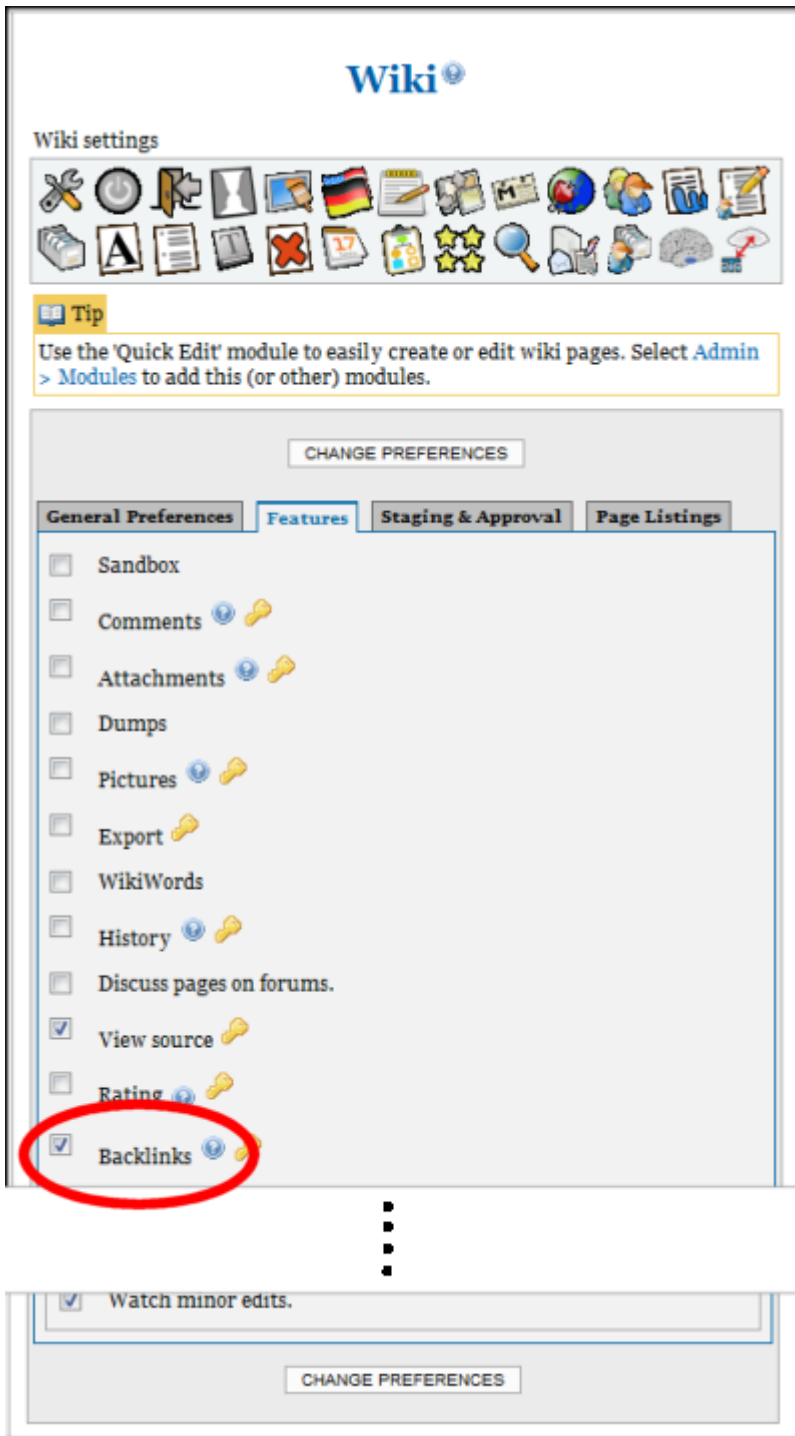 Wiki
Wiki settings
Tip
Use the 'Quick Edit' module to easily create or edit wiki pages. Select Admin
> Modules to add this (or other) modules.
CHANGE PREFERENCES
General Preferences Features Staging & Approval Page Listings
Sandbox
Comments
Attachments
Dumps
Pictures
Export
WikiWords
History
Discuss pages on forums.
View source
Rating
Backlinks
Watch minor edits.
CHANGE PREFERENCES